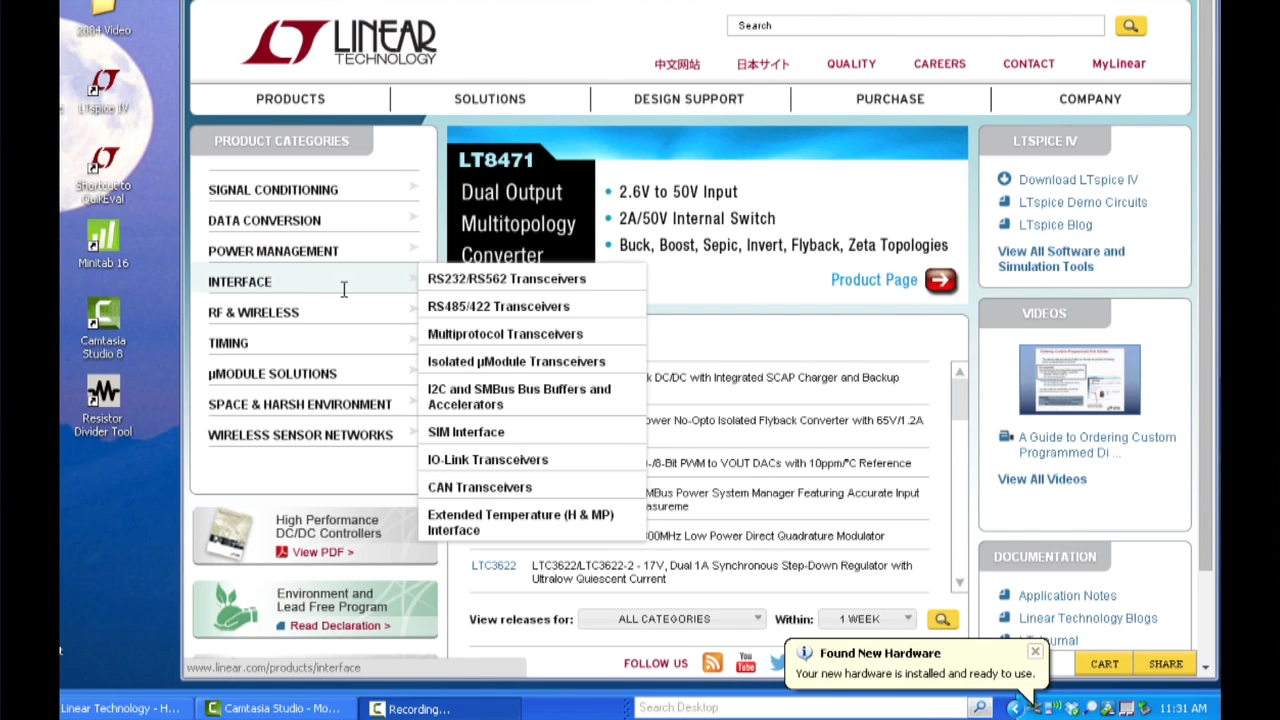 2084 Video
LTspice IV
Shortcut to
QuikEval
Minitab 16
Camtasia
Studio 8
Resistor
Divider Tool
LINEAR
TECHNOLOGY
Search
中文网站
日本サイト
QUALITY
CAREERS
CONTACT
MyLinear
PRODUCTS
SOLUTIONS
DESIGN SUPPORT
PURCHASE
COMPANY
PRODUCT CATEGORIES
SIGNAL CONDITIONING
DATA CONVERSION
POWER MANAGEMENT
INTERFACE
RF & WIRELESS
TIMING
µMODULE SOLUTIONS
SPACE & HARSH ENVIRONMENT
WIRELESS SENSOR NETWORKS
RS232/RS562 Transceivers
RS485/422 Transceivers
Multiprotocol Transceivers
Isolated µModule Transceivers
I2C and SMBus Bus Buffers and
Accelerators
SIM Interface
IO-Link Transceivers
CAN Transceivers
Extended Temperature (H & MP)
Interface
High Performance
DC/DC Controllers
View PDF >
Environment and
Lead Free Program
Read Declaration >
www.linear.com/products/interface
LT8471
Dual Output
Multitopology
Converter
• 2.6V to 50V Input
• 2A/50V Internal Switch
• Buck, Boost, Sepic, Invert, Flyback, Zeta Topologies
Product Page
DC/DC with Integrated SCAP Charger and Backup
No-Opto Isolated Flyback Converter with 65V/1.2A
-/8-Bit PWM to VOUT DACs with 10ppm/°C Reference
Power System Manager Featuring Accurate Input
Low Power Direct Quadrature Modulator
LTC3622
LTC3622/LTC3622-2 - 17V, Dual 1A Synchronous Step-Down Regulator with
Ultralow Quiescent Current
View releases for:
ALL CATEGORIES
Within:
1 WEEK
FOLLOW US
You
Tube
LTSPICE IV
Download LTspice IV
LTspice Demo Circuits
LTspice Blog
View All Software and
Simulation Tools
VIDEOS
A Guide to Ordering Custom
Programmed Di ...
View All Videos
DOCUMENTATION
Application Notes
Linear Technology Blogs
Journal
CART
SHARE
Found New Hardware
Your new hardware is installed and ready to use.
Linear Technology - H...
Camtasia Studio - Mo...
Recording...
Search Desktop
11:31 AM